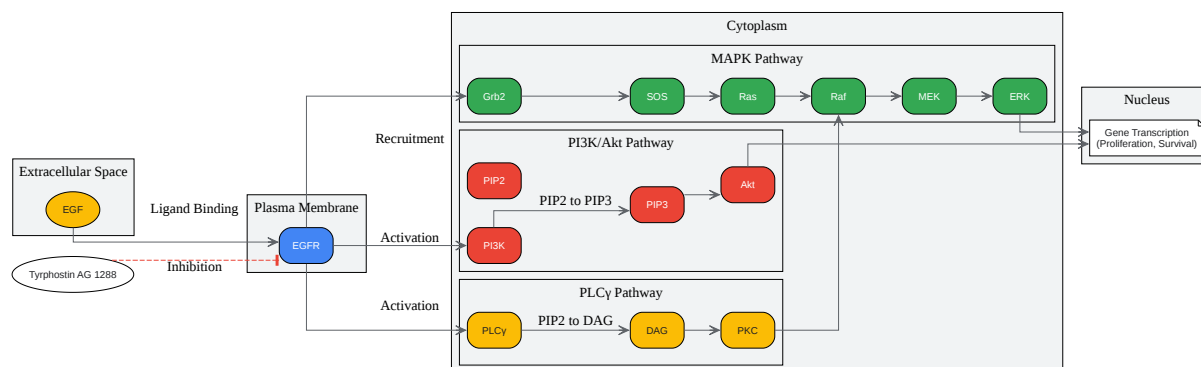 Cytoplasm
MAPK Pathway
Grb2
SOS
Ras
Raf
MEK
ERK
Nucleus
Gene Transcription
(Proliferation, Survival)
Recruitment
PI3K/Akt Pathway
PIP2
Akt
PIP2 to PIP3
PIP3
PI3K
Extracellular Space
EGF
Ligand Binding
Plasma Membrane
EGFR
Activation
Tyrphostin AG 1288
Inhibition
Activation
PLCγ Pathway
PLCγ
PIP2 to DAG
DAG
PKC